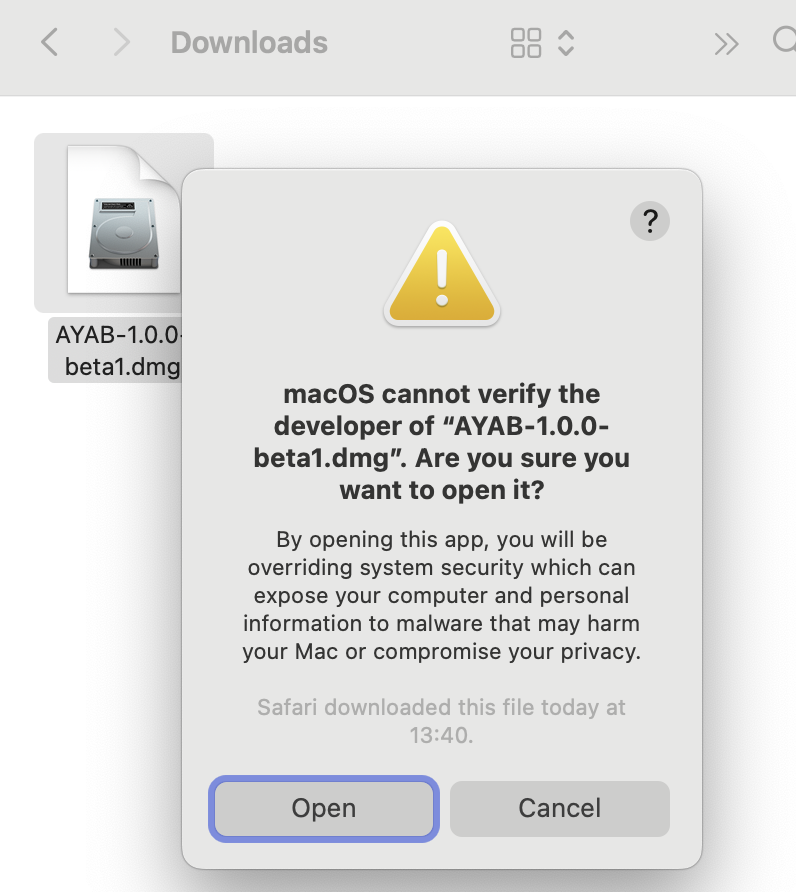 Downloads
AYAB-1.0.0-
beta1.dmg
?
macOS cannot verify the
developer of “AYAB-1.0.0-
beta1.dmg”. Are you sure you
want to open it?
By opening this app, you will be
overriding system security which can
expose your computer and personal
information to malware that may harm
your Mac or compromise your privacy.
Safari downloaded this file today at
13:40.
Open
Cancel